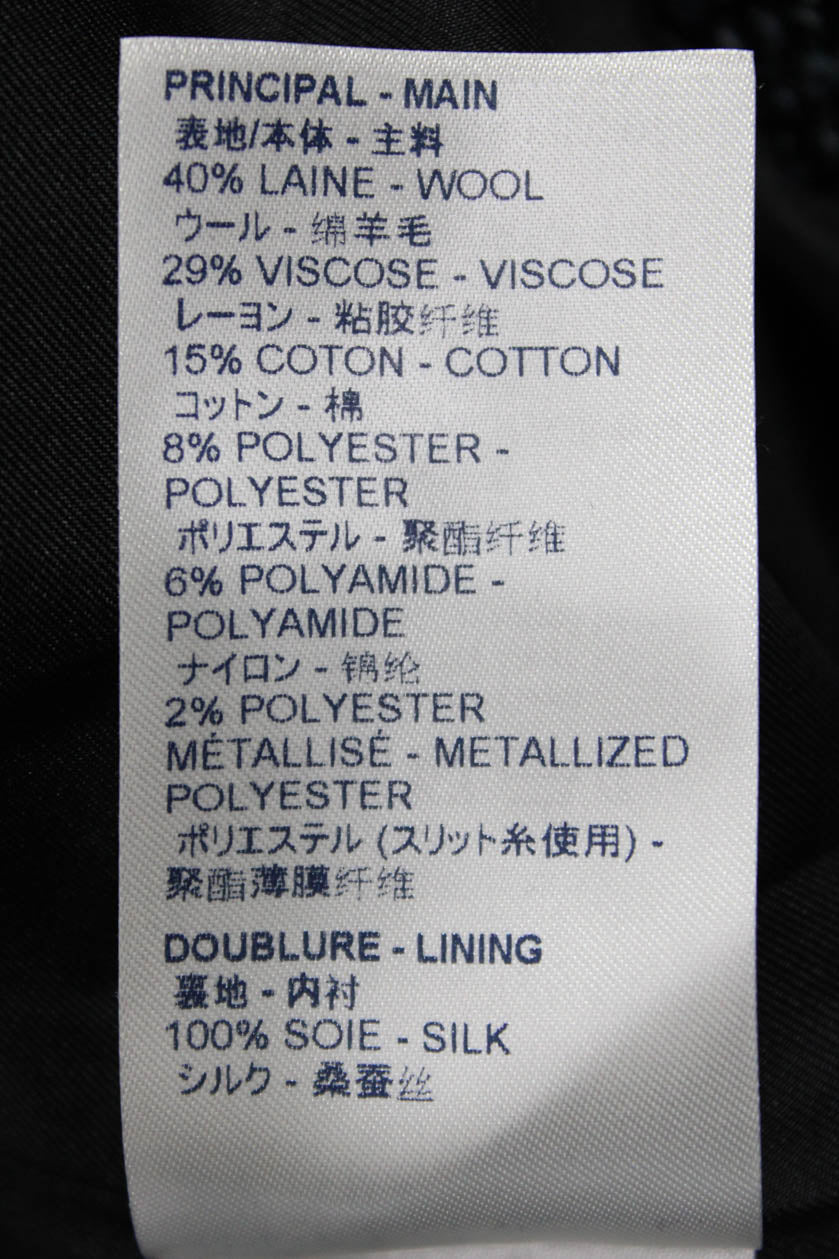 PRINCIPAL - MAIN
表地/本体 - 主料
40% LAINE - WOOL
ウール - 绵羊毛
29% VISCOSE - VISCOSE
レーヨン - 粘胶纤维
15% COTON - COTTON
コットン - 棉
8% POLYESTER -
POLYESTER
ポリエステル - 聚酯纤维
6% POLYAMIDE -
POLYAMIDE
ナイロン - 锦纶
2% POLYESTER
MÉTALLISÉ - METALLIZED
POLYESTER
ポリエステル (スリット糸使用) -
聚酯薄膜纤维
DOUBLURE - LINING
裏地 - 内衬
100% SOIE - SILK
シルク - 桑蚕丝